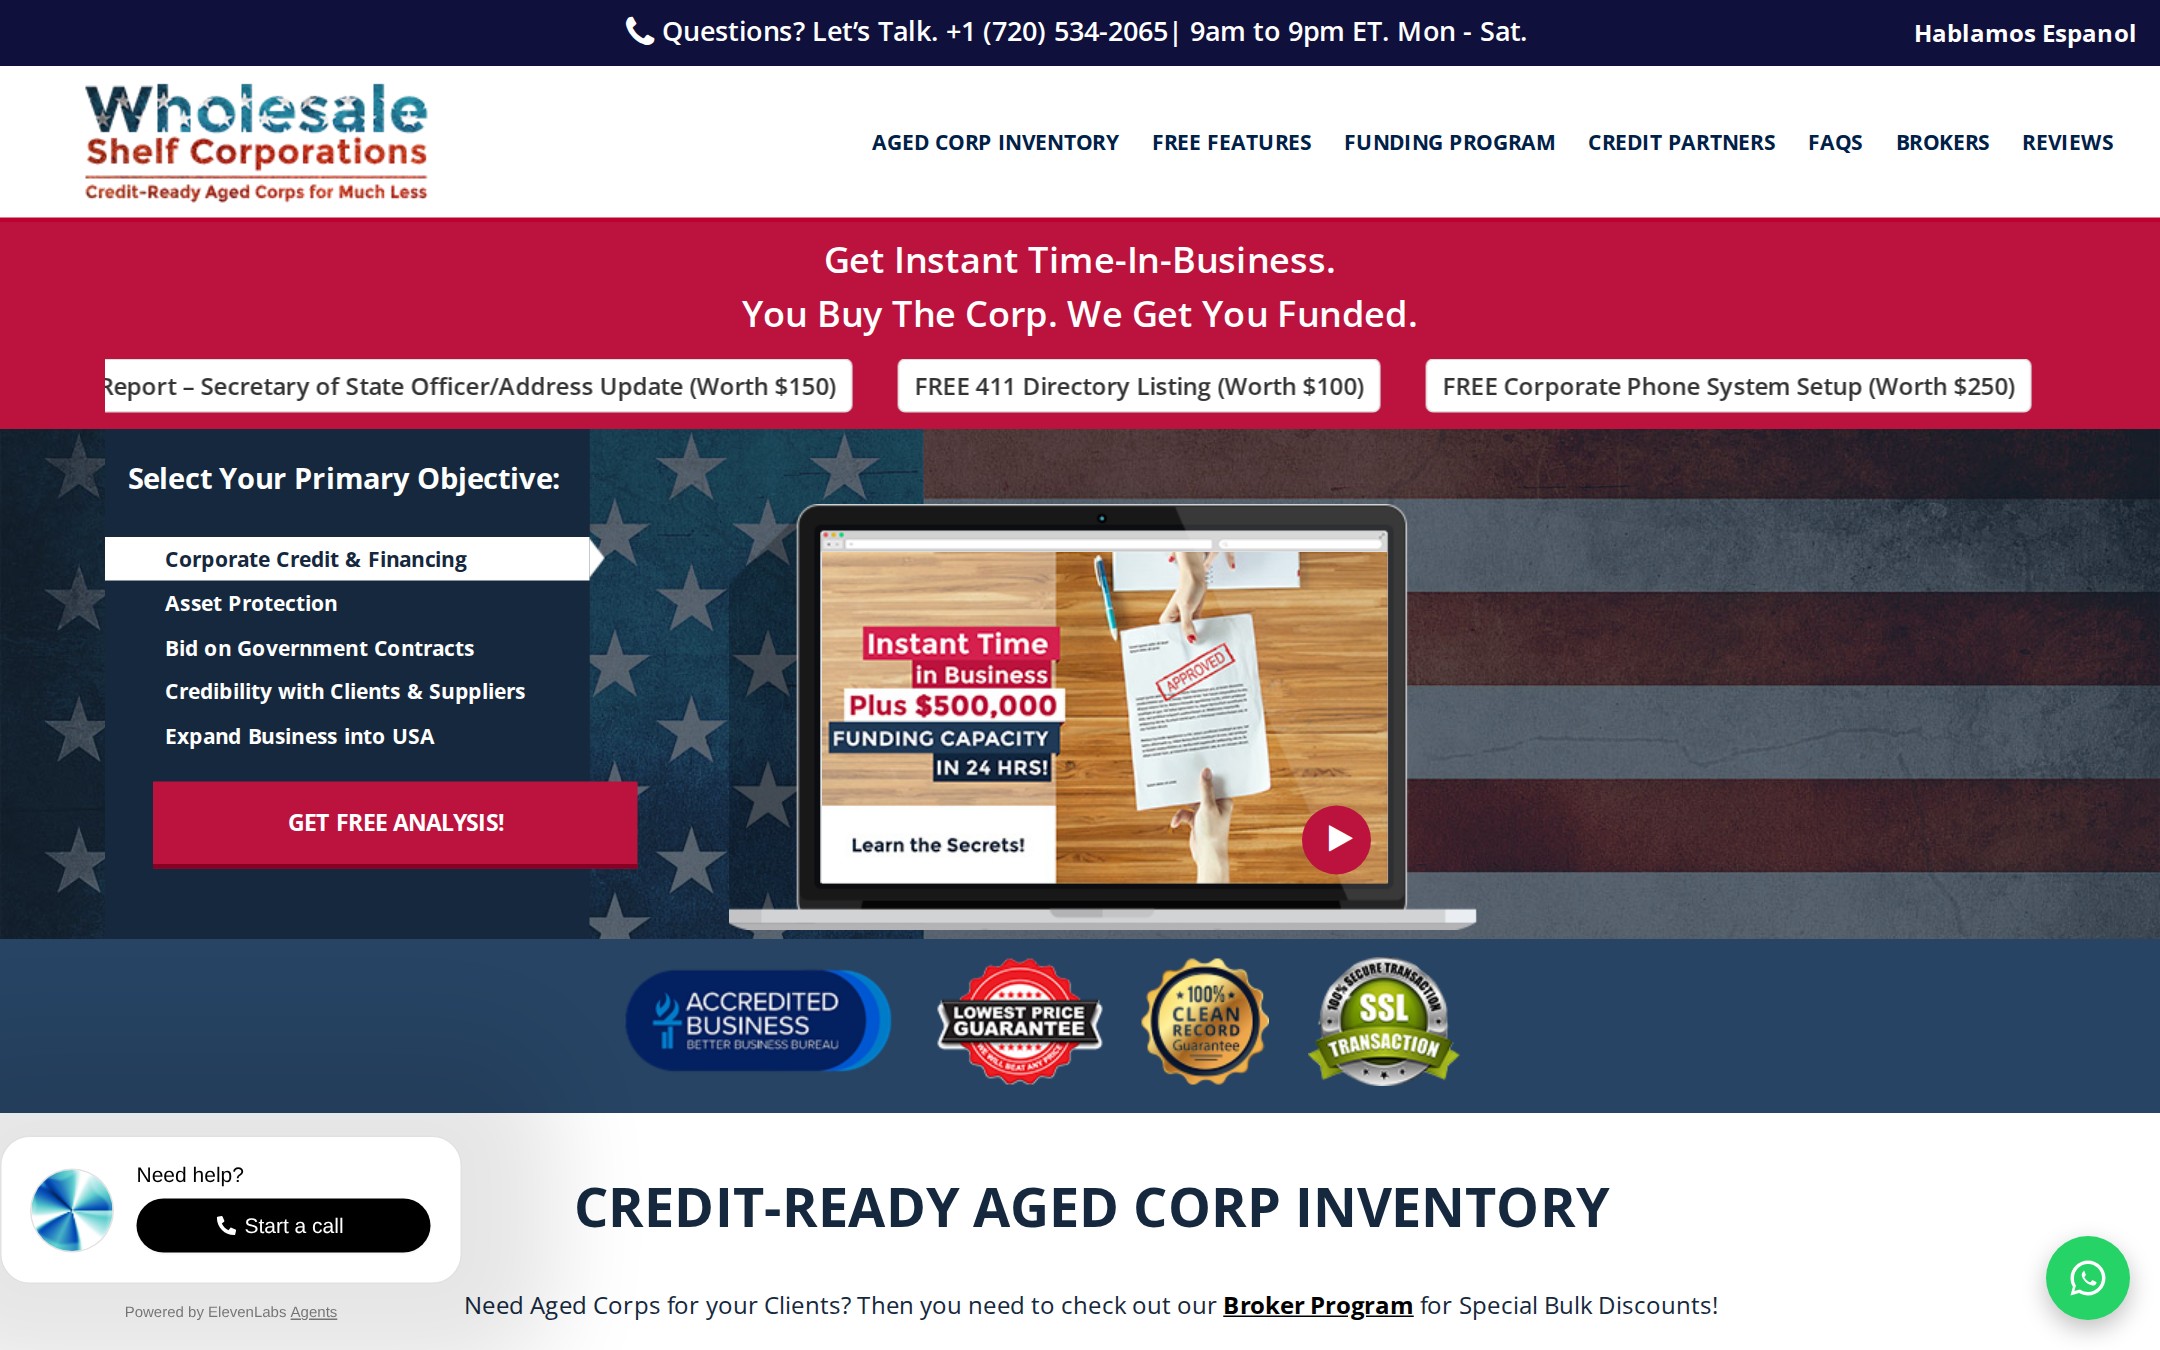 Questions? Let's Talk. +1 (720) 534-2065| 9am to 9pm ET. Mon - Sat.
Hablamos Espanol
Wholesale
Shelf Corporations
Credit-Ready Aged Corps for Much Less
AGED CORP INVENTORY
FREE FEATURES
FUNDING PROGRAM
CREDIT PARTNERS
FAQS
BROKERS
REVIEWS
Get Instant Time-In-Business.
You Buy The Corp. We Get You Funded.
Report – Secretary of State Officer/Address Update (Worth $150)
FREE 411 Directory Listing (Worth $100)
FREE Corporate Phone System Setup (Worth $250)
Select Your Primary Objective:
Corporate Credit & Financing
Asset Protection
Bid on Government Contracts
Credibility with Clients & Suppliers
Expand Business into USA
GET FREE ANALYSIS!
Instant Time
in Business
Plus $500,000
FUNDING CAPACITY
IN 24 HRS!
Learn the Secrets!
APPROVED
ACCREDITED
BUSINESS
BETTER BUSINESS BUREAU
LOWEST PRICE
GUARANTEE
WE WILL BEAT ANY PRICE
100%
CLEAN
RECORD
Guarantee
100% SECURE TRANSACTION
SSL
TRANSACTION
Need help?
Start a call
Powered by ElevenLabs Agents
CREDIT-READY AGED CORP INVENTORY
Need Aged Corps for your Clients? Then you need to check out our Broker Program for Special Bulk Discounts!